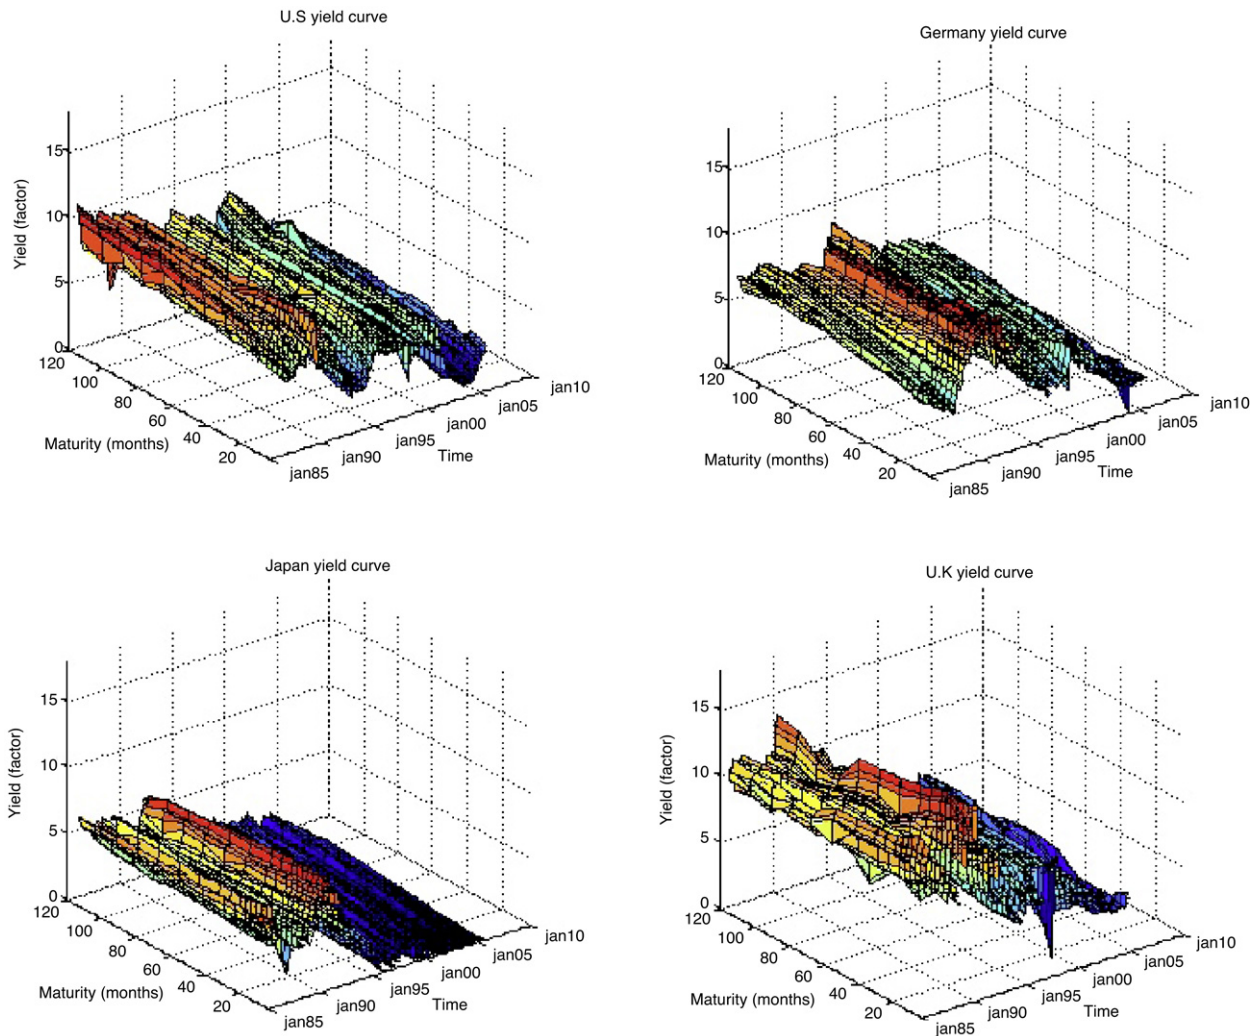 U.S yield curve
15
10
5
0
Yield (factor)
120
100
80
60
40
20
Maturity (months)
jan85
jan90
jan95
jan00
jan05
jan10
Time
Germany yield curve
15
10
5
0
120
100
80
60
40
20
Maturity (months)
jan85
jan90
jan95
jan00
jan05
jan10
Time
Japan yield curve
15
10
5
0
Yield (factor)
120
100
80
60
40
20
Maturity (months)
jan85
jan90
jan95
jan00
jan05
jan10
Time
U.K yield curve
15
10
5
0
Yield (factor)
120
100
80
60
40
20
Maturity (months)
jan85
jan90
jan95
jan00
jan05
jan10
Time